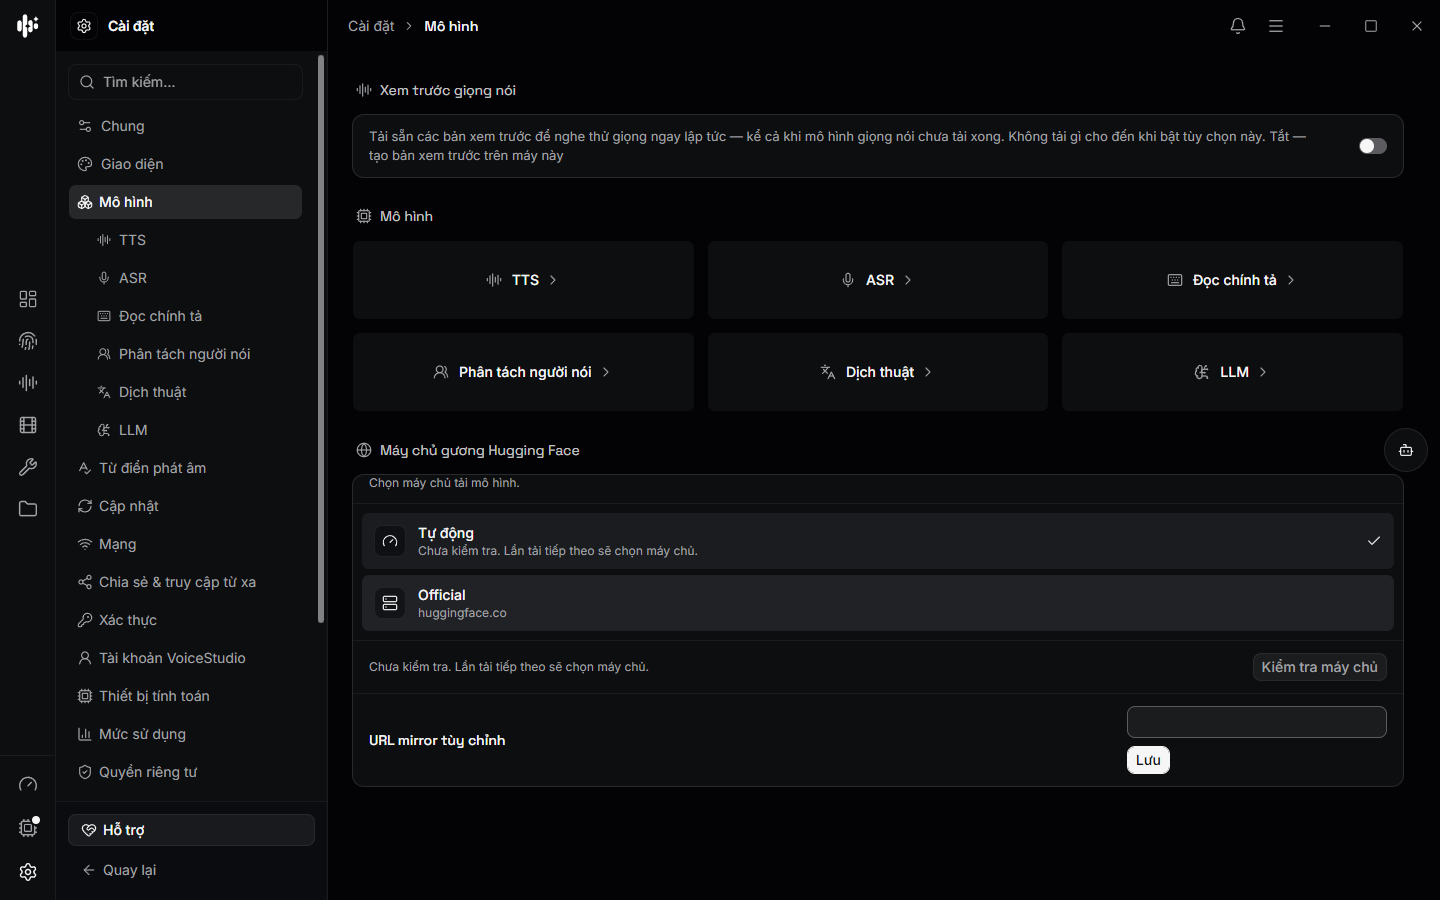 Cài đặt
Tìm kiếm...
Chung
Giao diện
Mô hình
TTS
ASR
Đọc chính tả
Phân tách người nói
Dịch thuật
LLM
Từ điển phát âm
Cập nhật
Mạng
Chia sẻ & truy cập từ xa
Xác thực
Tài khoản VoiceStudio
Thiết bị tính toán
Mức sử dụng
Quyền riêng tư
Hỗ trợ
Quay lại
Cài đặt > Mô hình
Xem trước giọng nói
Tải sẵn các bản xem trước để nghe thử giọng ngay lập tức — kể cả khi mô hình giọng nói chưa tải xong. Không tải gì cho đến khi bật tùy chọn này. Tắt —
tạo bản xem trước trên máy này
Mô hình
TTS
ASR
Đọc chính tả
Phân tách người nói
Dịch thuật
LLM
Máy chủ gương Hugging Face
Chọn máy chủ tải mô hình.
Tự động
Chưa kiểm tra. Lần tải tiếp theo sẽ chọn máy chủ.
Official
huggingface.co
Chưa kiểm tra. Lần tải tiếp theo sẽ chọn máy chủ.
Kiểm tra máy chủ
URL mirror tùy chỉnh
Lưu